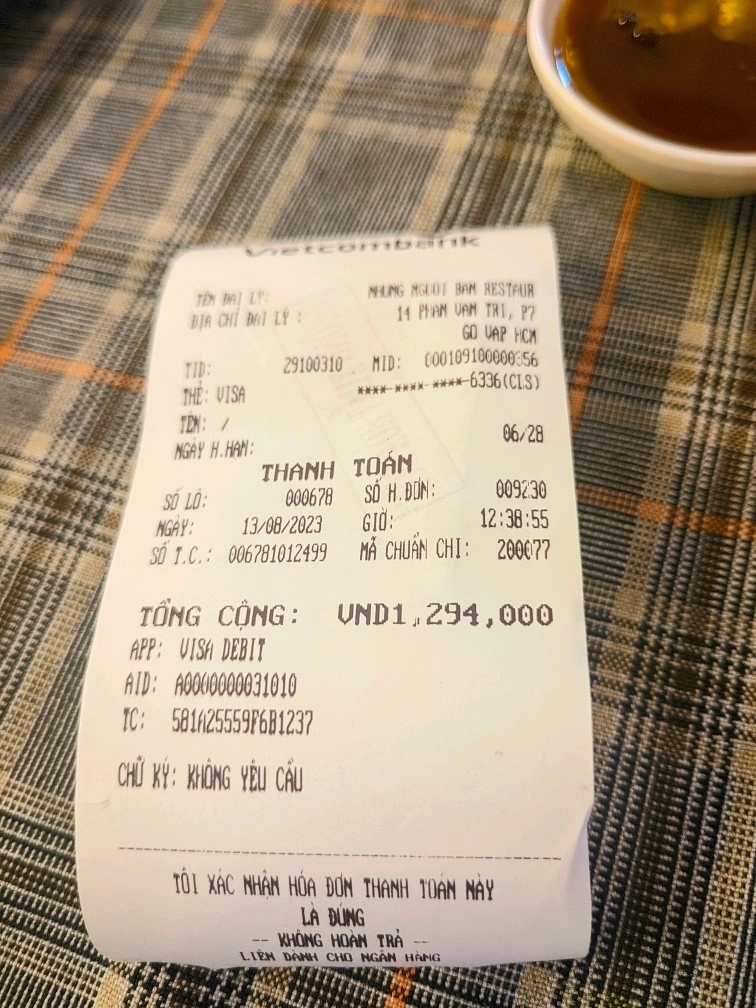 Vietcombank
TÊN ĐẠI LÝ: NHUNG NGUOI BAN RESTAUR
ĐỊA CHỈ ĐẠI LÝ : 14 PHAN VAN TRI, P7
GO VAP HCM
TID: 29100310 MID: 000109100000356
THẺ: VISA **** **** **** 6336(CLS)
TÊN: /
NGÀY H.HẠN: 06/28
THANH TOÁN
SỐ LÔ: 000678 SỐ H.ĐƠN: 009230
NGÀY: 13/08/2023 GIỜ: 12:38:55
SỐ T.C.: 006781012499 MÃ CHUẨN CHI: 200077
TỔNG CỘNG: VND1,294,000
APP: VISA DEBIT
AID: A0000000031010
TC: 581A25559F6B1237
CHỮ KÝ: KHÔNG YÊU CẦU
TÔI XÁC NHẬN HÓA ĐƠN THANH TOÁN NÀY
LÀ ĐÚNG
-- KHÔNG HOÀN TRẢ --
LIÊN DÀNH CHO NGÂN HÀNG